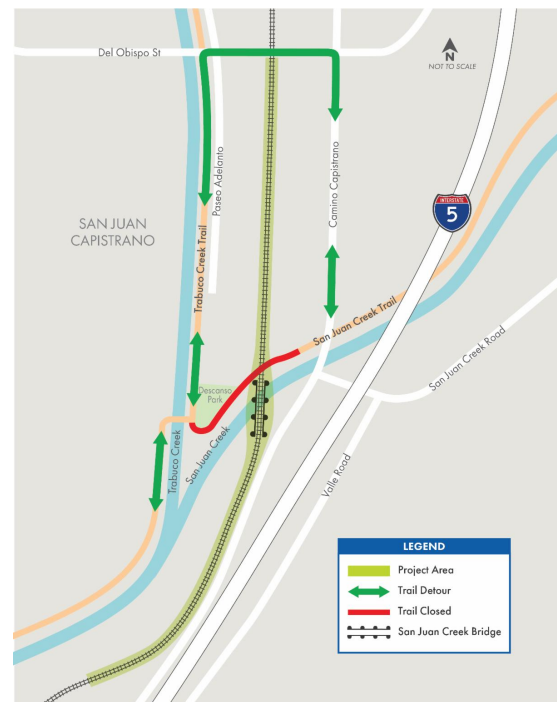 Del Obispo St
N
NOT TO SCALE
Paseo Adelanto
Camino Capistrano
INTERSTATE
5
SAN JUAN
CAPISTRANO
Trabuco Creek Trail
San Juan Creek Trail
San Juan Creek Road
Descanso
Park
San Juan Creek
Trabuco Creek
Valle Road
LEGEND
Project Area
Trail Detour
Trail Closed
San Juan Creek Bridge